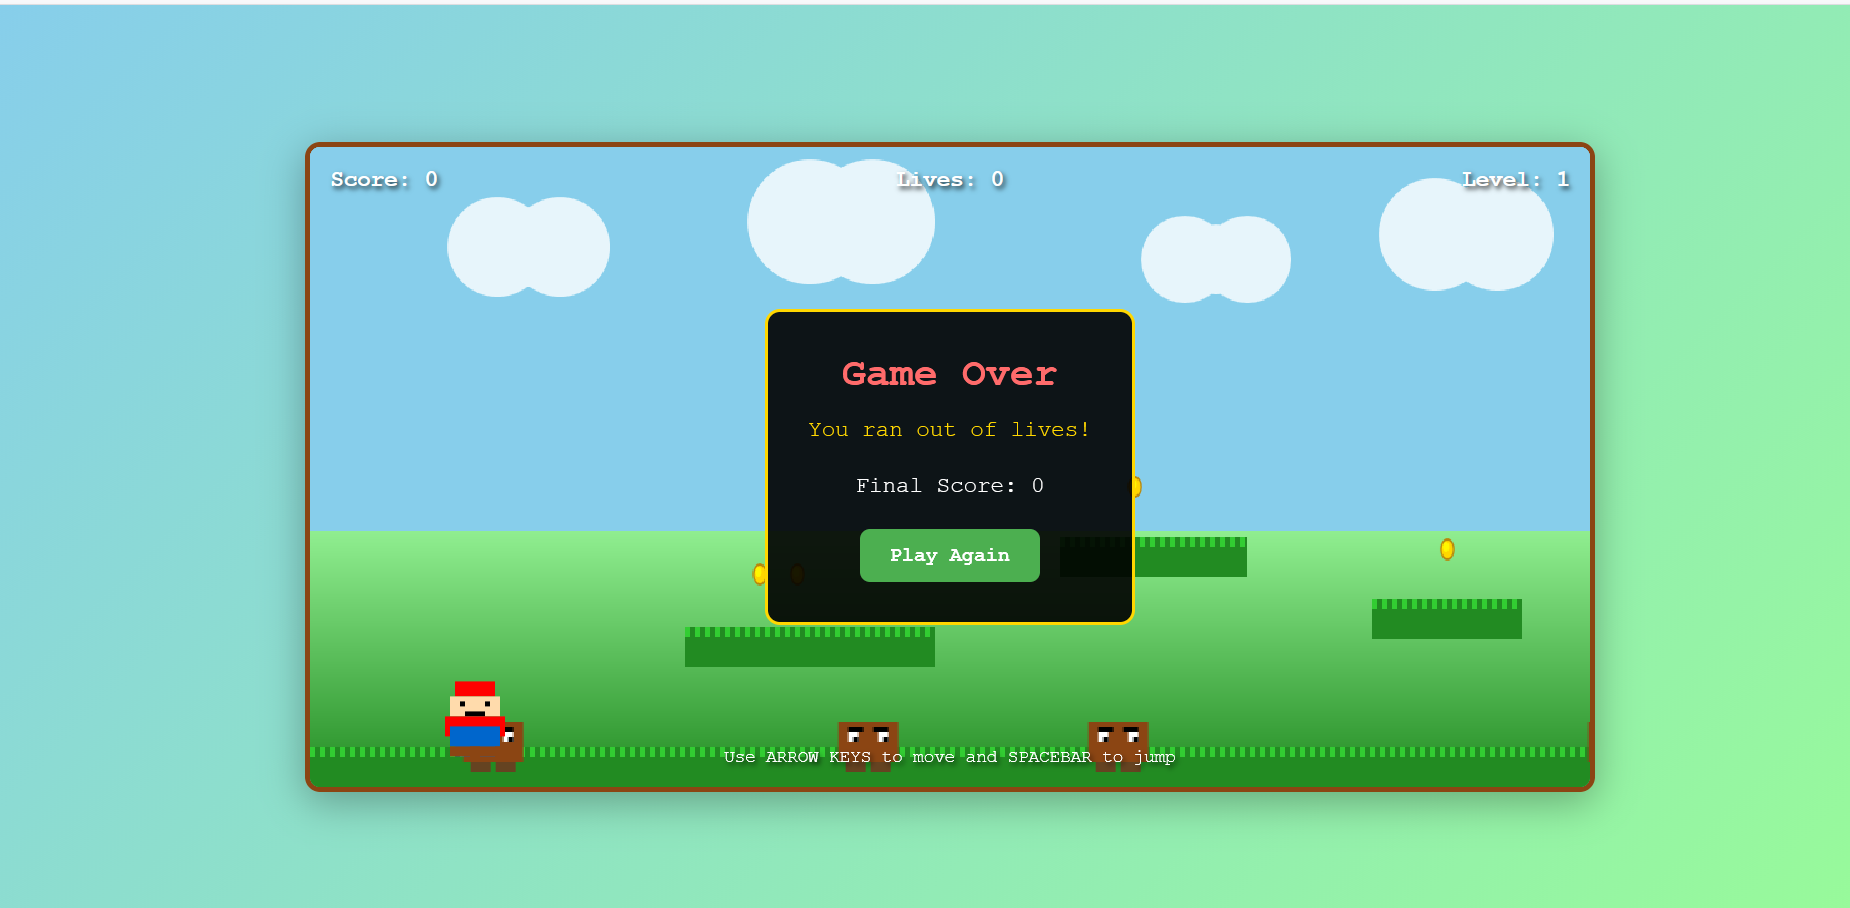 Score: 0
Lives: 0
Level: 1
Game Over
You ran out of lives!
Final Score: 0
Play Again
Use ARROW KEYS to move and SPACEBAR to jump